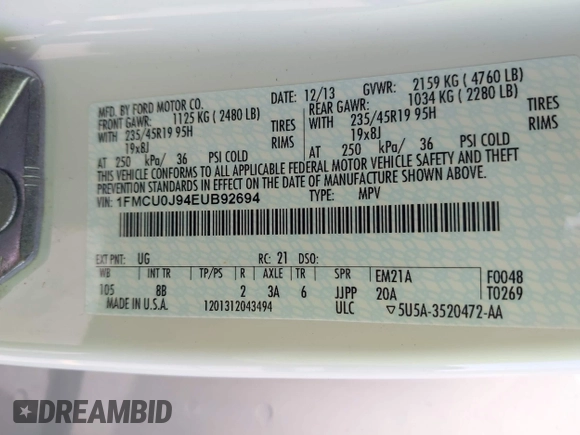 MFD. BY FORD MOTOR CO.
12/13
GVWR: 2159 KG ( 4760 LB)
FRONT GAWR: 1125 KG ( 2480 LB)
REAR GAWR: 1034 KG ( 2280 LB)
WITH 235/45R19 95H TIRES
WITH 235/45R19 95H TIRES
19x8J RIMS
19x8J RIMS
AT 250 kPa/ 36 PSI COLD
AT 250 kPa/ 36 PSI COLD
THIS VEHICLE CONFORMS TO ALL APPLICABLE FEDERAL MOTOR VEHICLE SAFETY AND THEFT
PREVENTION STANDARDS IN EFFECT ON THE DATE OF MANUFACTURE SHOWN ABOVE.
VIN: 1FMCU0J94EUB92694
TYPE: MPV
EXT PNT: UG RC: 21 DSO:
WB INT TR TP/PS R AXLE TR SPR EM21A F0048
105 8B 2 3A 6 JJPP 20A T0269
MADE IN U.S.A. 1201312043494 ULC ▽5U5A-3520472-AA
DREAMBID